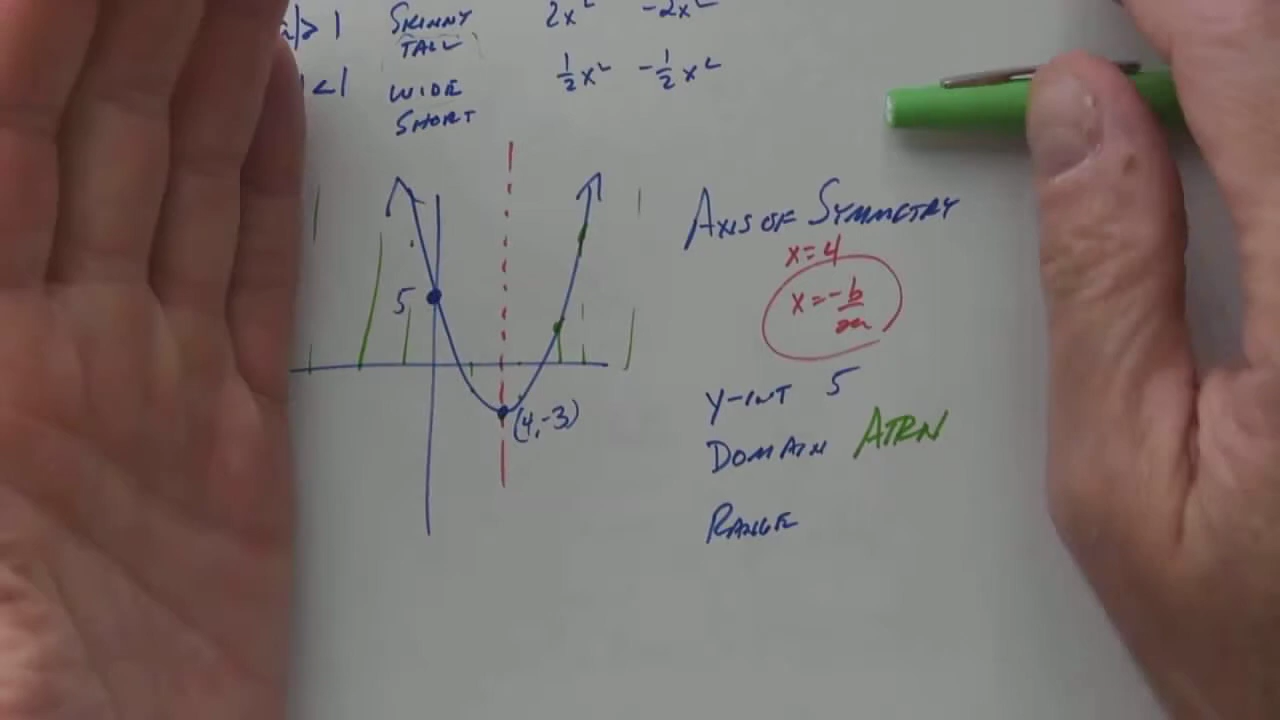 a|> 1 SKINNY 2x² -2x²
TALL
| <1 WIDE ½x² -½x²
SHORT
AXIS OF SYMMETRY
x=4
5 x = -b/2a
(4,-3)
Y-INT 5
DOMAIN ATRN
RANGE